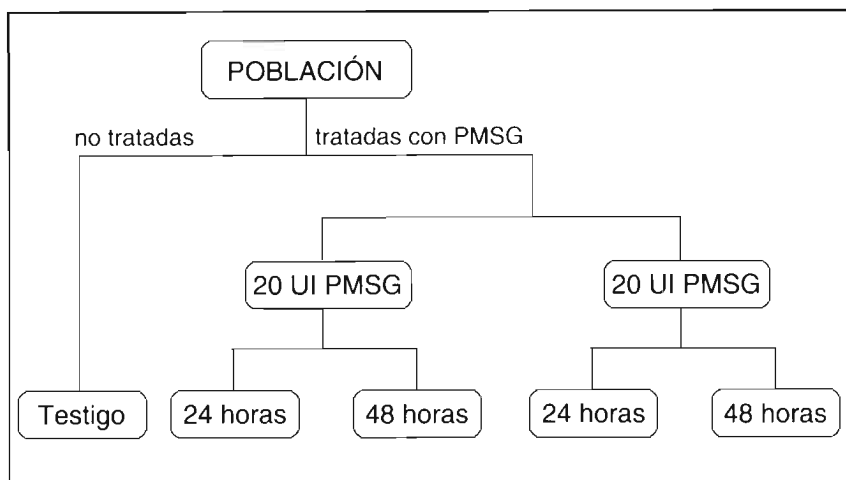 POBLACIÓN
no tratadas
tratadas con PMSG
20 UI PMSG
20 UI PMSG
Testigo
24 horas
48 horas
24 horas
48 horas